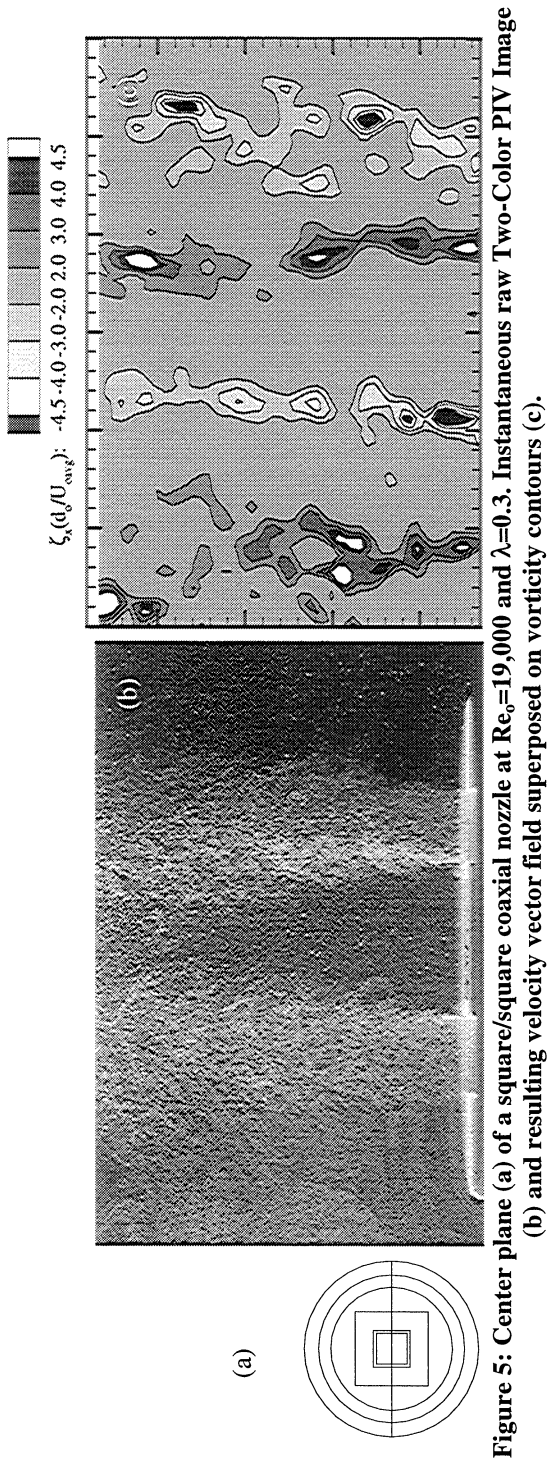 ζₓ(dₒ/Uₑₐᵥg): -4.5 -4.0 -3.0 -2.0 2.0 3.0 4.0 4.5
(a)
(b)
(c)
Figure 5: Center plane (a) of a square/square coaxial nozzle at Reₒ=19,000 and λ=0.3. Instantaneous raw Two-Color PIV Image
(b) and resulting velocity vector field superposed on vorticity contours (c).